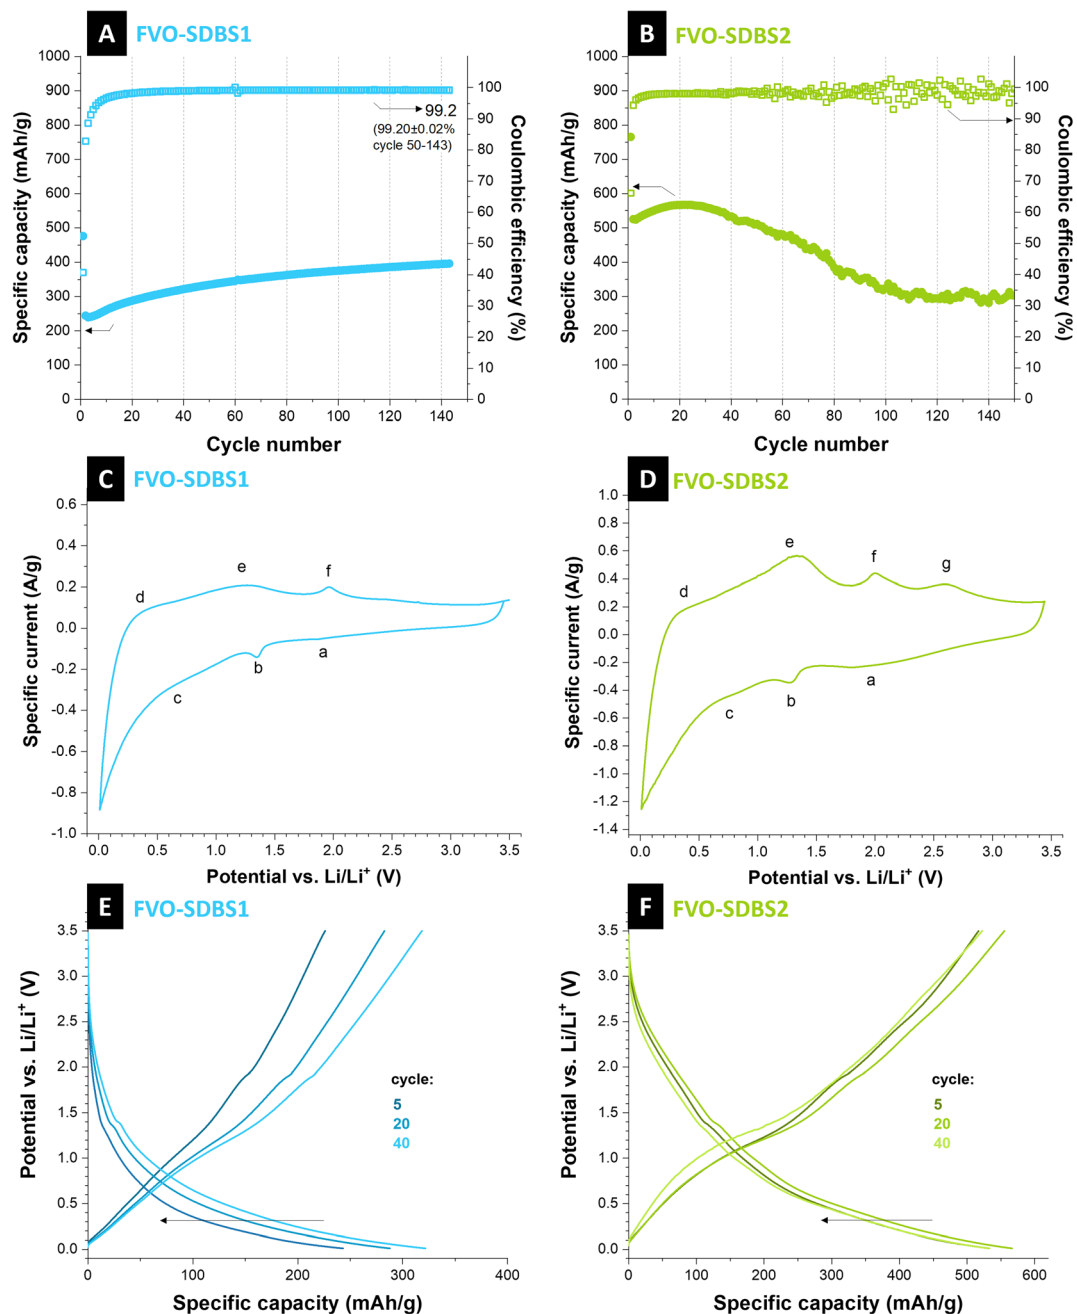 A FVO-SDBS1
1000
900
800
700
600
500
400
300
200
100
0
Specific capacity (mAh/g)
100
90
80
70
60
50
40
30
20
10
0
Coulombic efficiency (%)
99.2
(99.20±0.02%
cycle 50-143)
0 20 40 60 80 100 120 140
Cycle number
B FVO-SDBS2
1000
900
800
700
600
500
400
300
200
100
0
Specific capacity (mAh/g)
100
90
80
70
60
50
40
30
20
10
0
Coulombic efficiency (%)
0 20 40 60 80 100 120 140
Cycle number
C FVO-SDBS1
0.6
0.4
0.2
0.0
-0.2
-0.4
-0.6
-0.8
-1.0
Specific current (A/g)
d e f
c b a
0.0 0.5 1.0 1.5 2.0 2.5 3.0 3.5
Potential vs. Li/Li⁺ (V)
D FVO-SDBS2
1.0
0.8
0.6
0.4
0.2
0.0
-0.2
-0.4
-0.6
-0.8
-1.0
-1.2
-1.4
Specific current (A/g)
d e f g
c b a
0.0 0.5 1.0 1.5 2.0 2.5 3.0 3.5
Potential vs. Li/Li⁺ (V)
E FVO-SDBS1
3.5
3.0
2.5
2.0
1.5
1.0
0.5
0.0
Potential vs. Li/Li⁺ (V)
cycle:
5
20
40
0 100 200 300 400
Specific capacity (mAh/g)
F FVO-SDBS2
3.5
3.0
2.5
2.0
1.5
1.0
0.5
0.0
Potential vs. Li/Li⁺ (V)
cycle:
5
20
40
0 100 200 300 400 500 600
Specific capacity (mAh/g)